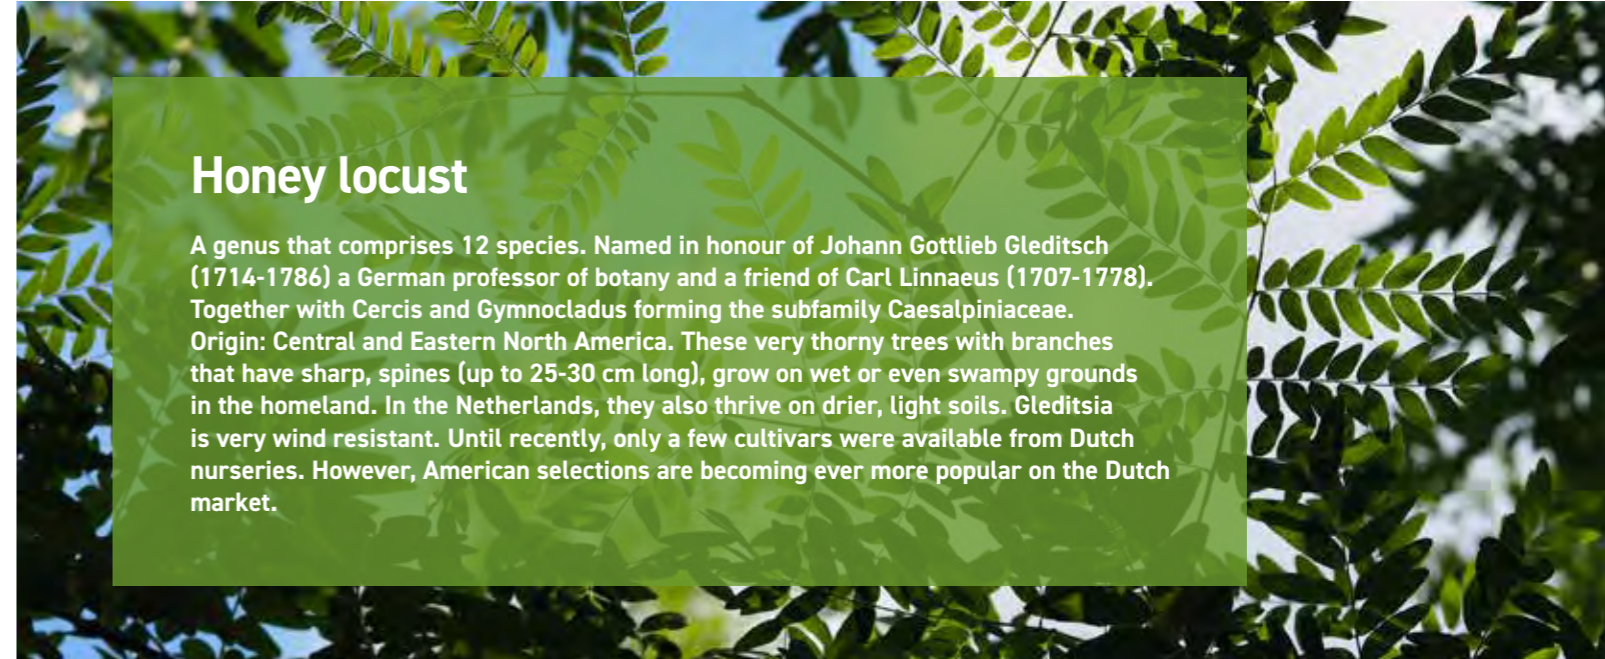 Honey locust
A genus that comprises 12 species. Named in honour of Johann Gottlieb Gleditsch
(1714-1786) a German professor of botany and a friend of Carl Linnaeus (1707-1778).
Together with Cercis and Gymnocladus forming the subfamily Caesalpiniaceae.
Origin: Central and Eastern North America. These very thorny trees with branches
that have sharp, spines (up to 25-30 cm long), grow on wet or even swampy grounds
in the homeland. In the Netherlands, they also thrive on drier, light soils. Gleditsia
is very wind resistant. Until recently, only a few cultivars were available from Dutch
nurseries. However, American selections are becoming ever more popular on the Dutch
market.